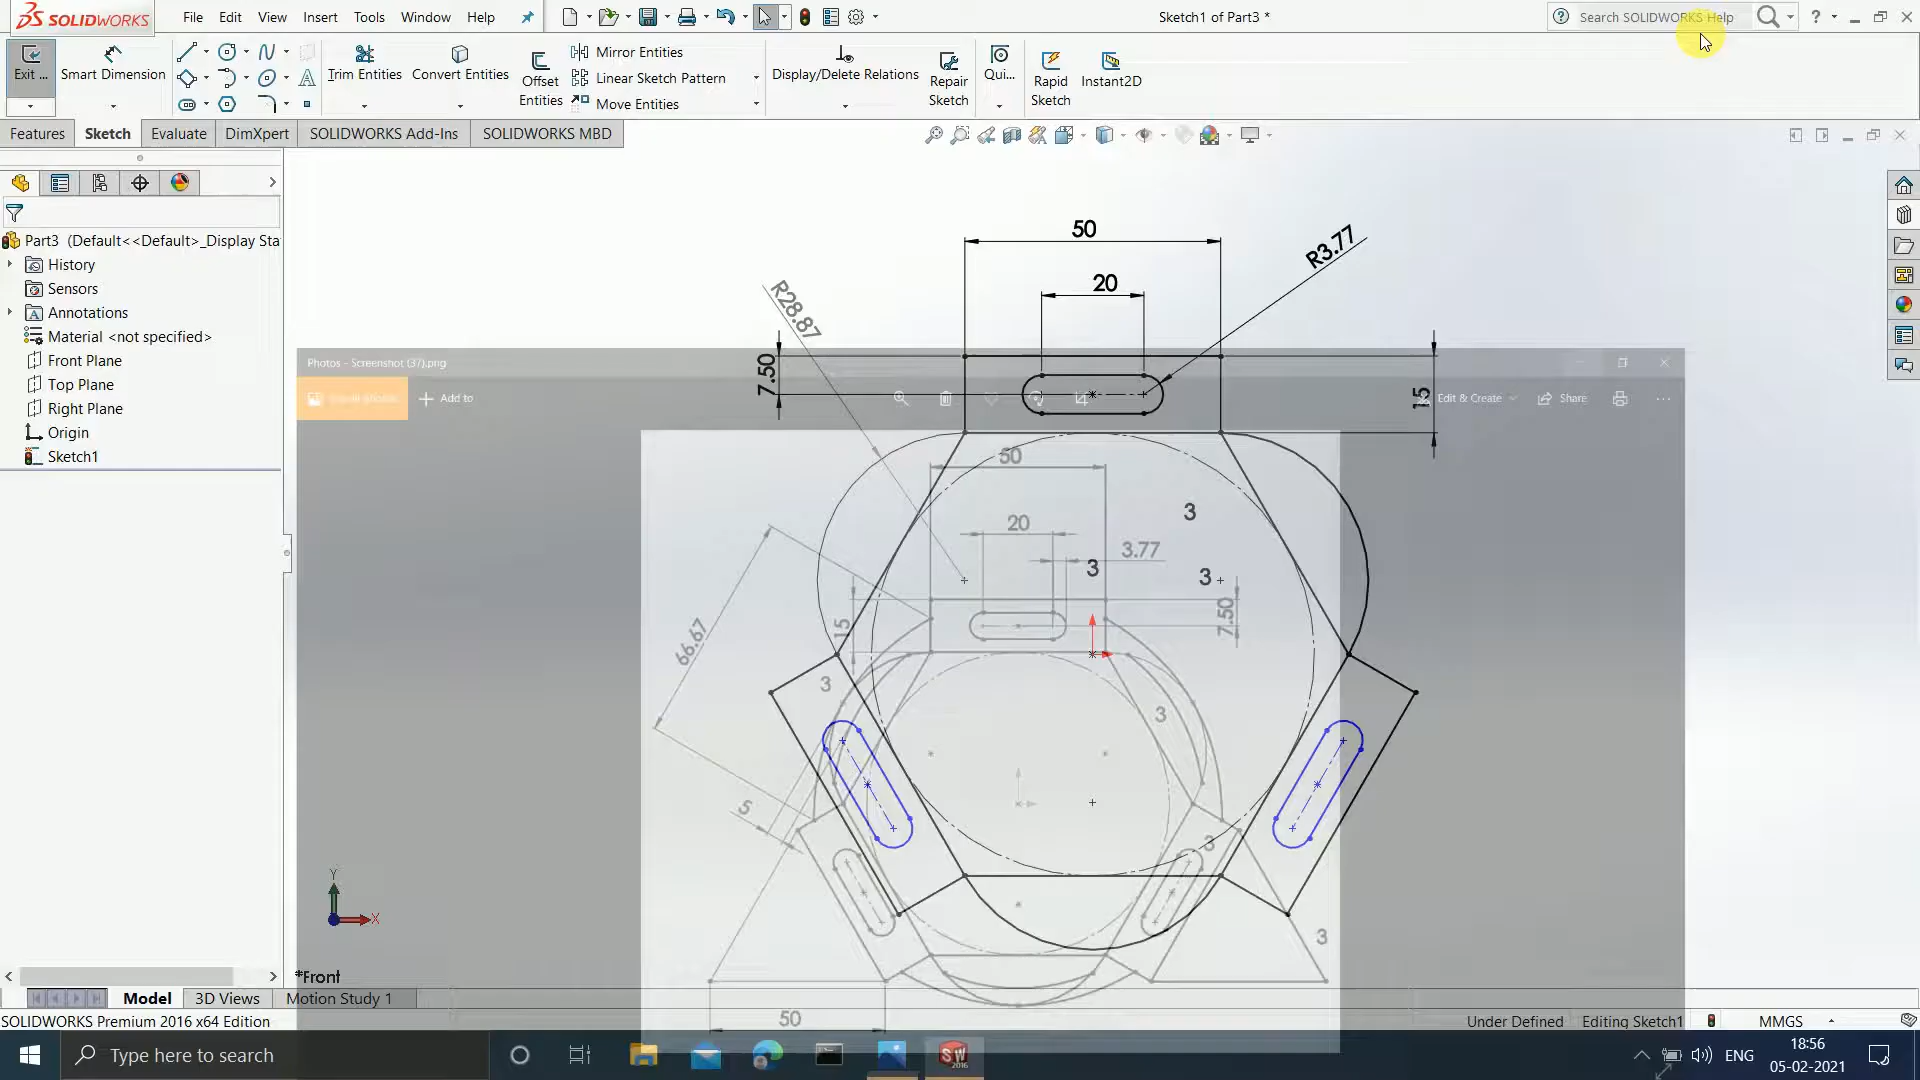 SOLIDWORKS
File Edit View Insert Tools Window Help
Sketch1 of Part3 *
Search SOLIDWORKS Help
Exit ...
Smart Dimension
Trim Entities
Convert Entities
Offset Entities
Mirror Entities
Linear Sketch Pattern
Move Entities
Display/Delete Relations
Repair Sketch
Qui...
Rapid Sketch
Instant2D
Features Sketch Evaluate DimXpert SOLIDWORKS Add-Ins SOLIDWORKS MBD
Part3 (Default<<Default>_Display Sta
History
Sensors
Annotations
Material <not specified>
Front Plane
Top Plane
Right Plane
Origin
Sketch1
50
20
R3.77
R28.87
7.50
15
Photos - Screenshot (37).png
Add to
Edit & Create
Share
50
20
3.77
3
3
3
7.50
15
66.67
3
3
5
3
3
50
Y
X
*Front
Model 3D Views Motion Study 1
SOLIDWORKS Premium 2016 x64 Edition
Under Defined Editing Sketch1 MMGS
Type here to search
SW
2016
ENG
18:56
05-02-2021